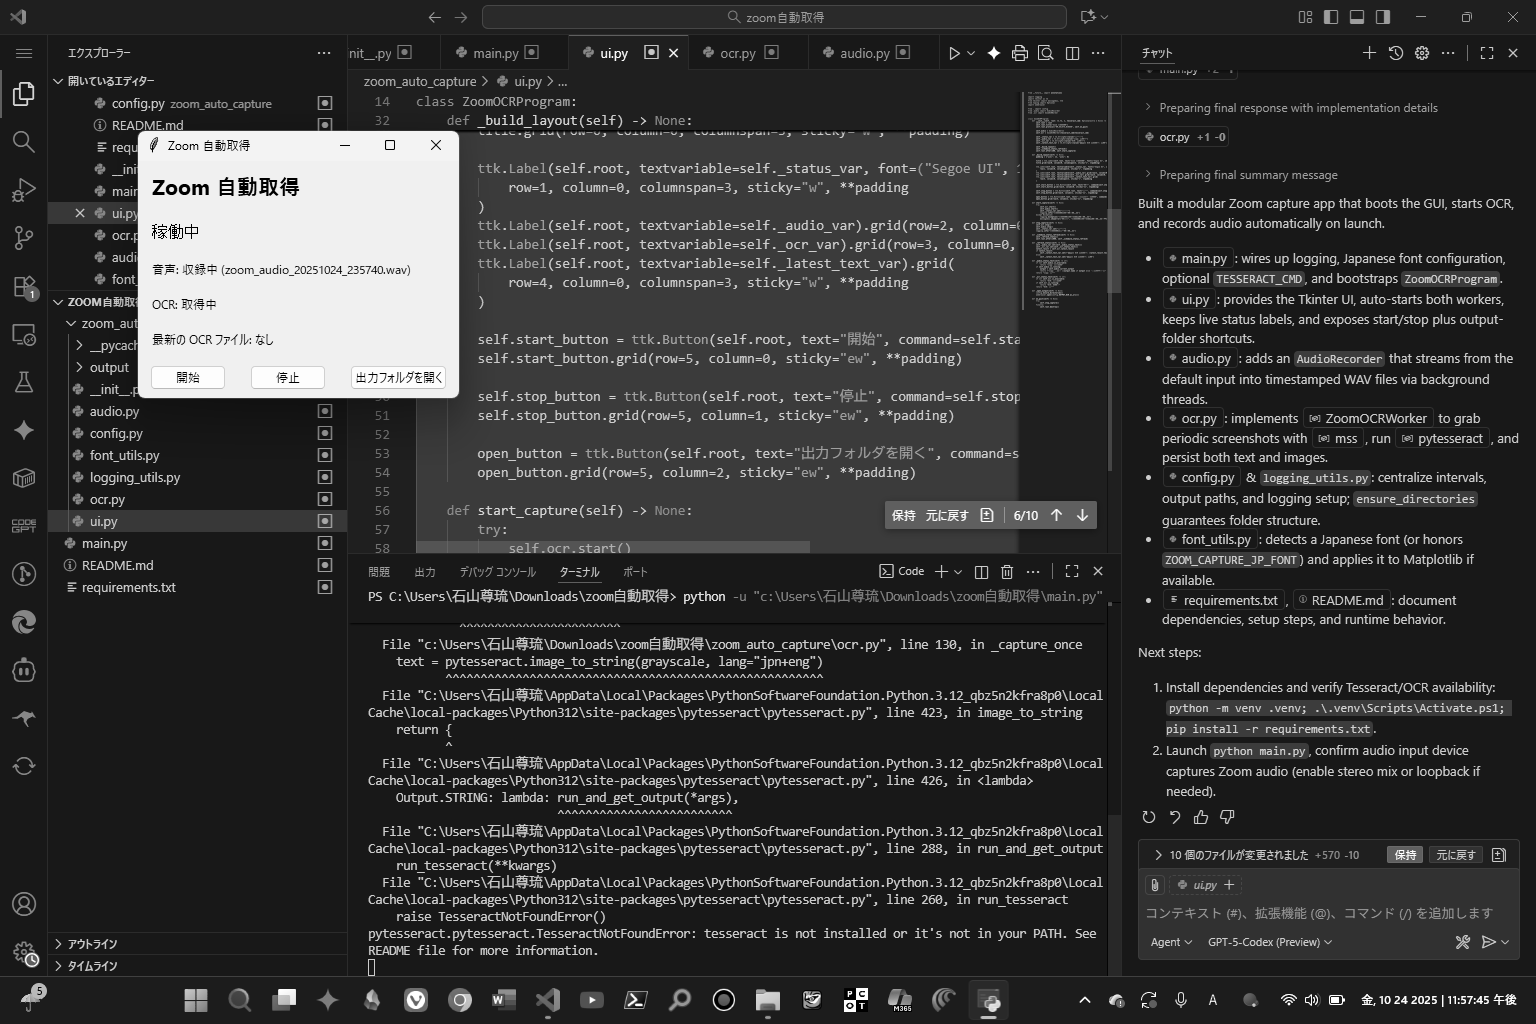 zoom自動取得
エクスプローラー
開いているエディター
config.py zoom_auto_capture
README.md
requ
__init
main
ui.py
ocr.p
audio
font_
ZOOM自動取得
zoom_aut
__pycach
output
__init__.p
audio.py
config.py
font_utils.py
logging_utils.py
ocr.py
ui.py
main.py
README.md
requirements.txt
アウトライン
タイムライン
Zoom 自動取得
Zoom 自動取得
稼働中
音声: 収録中 (zoom_audio_20251024_235740.wav)
OCR: 取得中
最新の OCR ファイル: なし
開始
停止
出力フォルダを開く
init__.py
main.py
ui.py
ocr.py
audio.py
zoom_auto_capture > ui.py > ...
14 class ZoomOCRProgram:
32 def _build_layout(self) -> None:
title.grid(row=0, column=0, columnspan=3, sticky="w", **padding)
ttk.Label(self.root, textvariable=self._status_var, font=("Segoe UI", 1
row=1, column=0, columnspan=3, sticky="w", **padding
)
ttk.Label(self.root, textvariable=self._audio_var).grid(row=2, column=0
ttk.Label(self.root, textvariable=self._ocr_var).grid(row=3, column=0,
ttk.Label(self.root, textvariable=self._latest_text_var).grid(
row=4, column=0, columnspan=3, sticky="w", **padding
)
self.start_button = ttk.Button(self.root, text="開始", command=self.sta
self.start_button.grid(row=5, column=0, sticky="ew", **padding)
self.stop_button = ttk.Button(self.root, text="停止", command=self.stop
51 self.stop_button.grid(row=5, column=1, sticky="ew", **padding)
52
53 open_button = ttk.Button(self.root, text="出力フォルダを開く", command=s
54 open_button.grid(row=5, column=2, sticky="ew", **padding)
55
56 def start_capture(self) -> None:
57 try:
58 self.ocr.start()
保持 元に戻す 6/10
問題 出力 デバッグ コンソール ターミナル ポート
Code
PS C:\Users\石山尊琉\Downloads\zoom自動取得> python -u "c:\Users\石山尊琉\Downloads\zoom自動取得\main.py"
^^^^^^^^^^^^^^^^^^^^^^^
File "c:\Users\石山尊琉\Downloads\zoom自動取得\zoom_auto_capture\ocr.py", line 130, in _capture_once
text = pytesseract.image_to_string(grayscale, lang="jpn+eng")
^^^^^^^^^^^^^^^^^^^^^^^^^^^^^^^^^^^^^^^^^^^^^^^^^^^^^^
File "C:\Users\石山尊琉\AppData\Local\Packages\PythonSoftwareFoundation.Python.3.12_qbz5n2kfra8p0\Local
Cache\local-packages\Python312\site-packages\pytesseract\pytesseract.py", line 423, in image_to_string
return {
^
File "C:\Users\石山尊琉\AppData\Local\Packages\PythonSoftwareFoundation.Python.3.12_qbz5n2kfra8p0\Local
Cache\local-packages\Python312\site-packages\pytesseract\pytesseract.py", line 426, in <lambda>
Output.STRING: lambda: run_and_get_output(*args),
^^^^^^^^^^^^^^^^^^^^^^^^^
File "C:\Users\石山尊琉\AppData\Local\Packages\PythonSoftwareFoundation.Python.3.12_qbz5n2kfra8p0\Local
Cache\local-packages\Python312\site-packages\pytesseract\pytesseract.py", line 288, in run_and_get_output
run_tesseract(**kwargs)
File "C:\Users\石山尊琉\AppData\Local\Packages\PythonSoftwareFoundation.Python.3.12_qbz5n2kfra8p0\Local
Cache\local-packages\Python312\site-packages\pytesseract\pytesseract.py", line 260, in run_tesseract
raise TesseractNotFoundError()
pytesseract.pytesseract.TesseractNotFoundError: tesseract is not installed or it's not in your PATH. See
README file for more information.
チャット
main.py +2 -1
Preparing final response with implementation details
ocr.py +1 -0
Preparing final summary message
Built a modular Zoom capture app that boots the GUI, starts OCR,
and records audio automatically on launch.
• main.py: wires up logging, Japanese font configuration,
optional TESSERACT_CMD, and bootstraps ZoomOCRProgram.
• ui.py: provides the Tkinter UI, auto-starts both workers,
keeps live status labels, and exposes start/stop plus output-
folder shortcuts.
• audio.py: adds an AudioRecorder that streams from the
default input into timestamped WAV files via background
threads.
• ocr.py: implements ZoomOCRWorker to grab
periodic screenshots with mss, run pytesseract, and
persist both text and images.
• config.py & logging_utils.py: centralize intervals,
output paths, and logging setup; ensure_directories
guarantees folder structure.
• font_utils.py: detects a Japanese font (or honors
ZOOM_CAPTURE_JP_FONT) and applies it to Matplotlib if
available.
• requirements.txt, README.md: document
dependencies, setup steps, and runtime behavior.
Next steps:
1. Install dependencies and verify Tesseract/OCR availability:
python -m venv .venv; .\.venv\Scripts\Activate.ps1;
pip install -r requirements.txt.
2. Launch python main.py, confirm audio input device
captures Zoom audio (enable stereo mix or loopback if
needed).
10 個のファイルが変更されました +570 -10 保持 元に戻す
ui.py
コンテキスト (#)、拡張機能 (@)、コマンド (/) を追加します
Agent GPT-5-Codex (Preview)
CODE
GPT
1
5
M365
A
金, 10 24 2025 | 11:57:45 午後